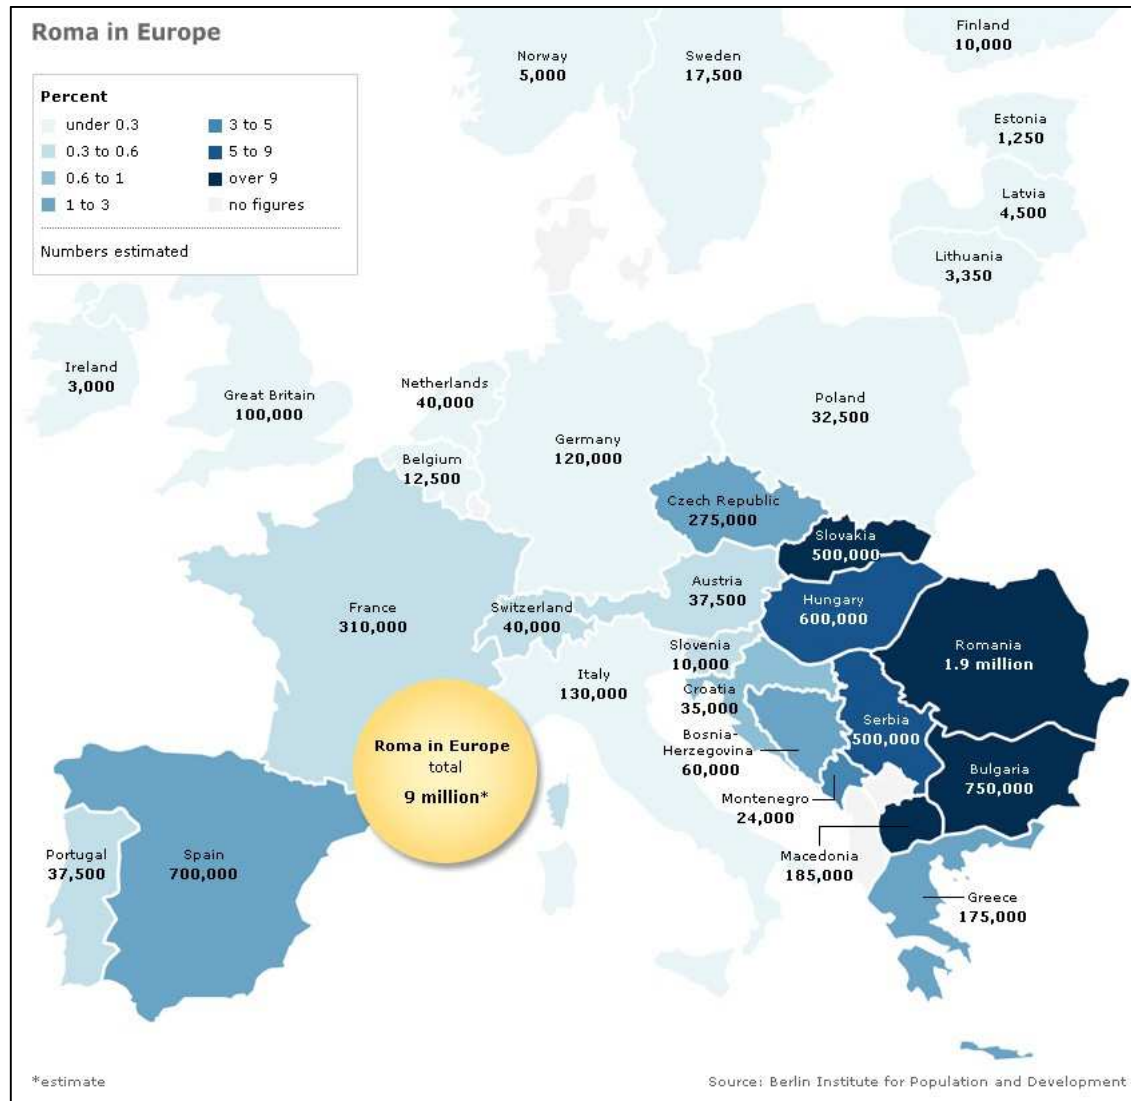 Roma in Europe
Percent
under 0.3
0.3 to 0.6
0.6 to 1
1 to 3
3 to 5
5 to 9
over 9
no figures
Numbers estimated
Norway
5,000
Sweden
17,500
Finland
10,000
Estonia
1,250
Latvia
4,500
Lithuania
3,350
Ireland
3,000
Great Britain
100,000
Netherlands
40,000
Belgium
12,500
Germany
120,000
Poland
32,500
Czech Republic
275,000
Slovakia
500,000
Austria
37,500
Hungary
600,000
France
310,000
Switzerland
40,000
Slovenia
10,000
Romania
1.9 million
Italy
130,000
Croatia
35,000
Serbia
500,000
Bosnia-
Herzegovina
60,000
Roma in Europe
total
9 million*
Bulgaria
750,000
Montenegro
24,000
Portugal
37,500
Spain
700,000
Macedonia
185,000
Greece
175,000
*estimate
Source: Berlin Institute for Population and Development